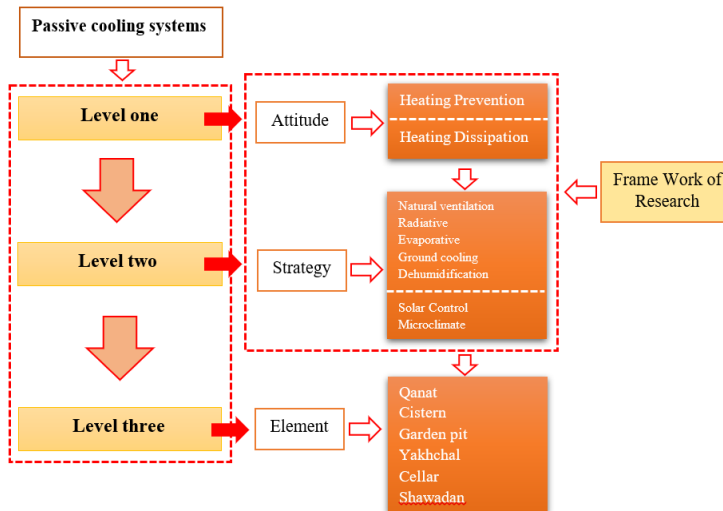 Passive cooling systems
Level one
Attitude
Heating Prevention
Heating Dissipation
Frame Work of
Research
Level two
Strategy
Natural ventilation
Radiative
Evaporative
Ground cooling
Dehumidification
Solar Control
Microclimate
Level three
Element
Qanat
Cistern
Garden pit
Yakhchal
Cellar
Shawadan